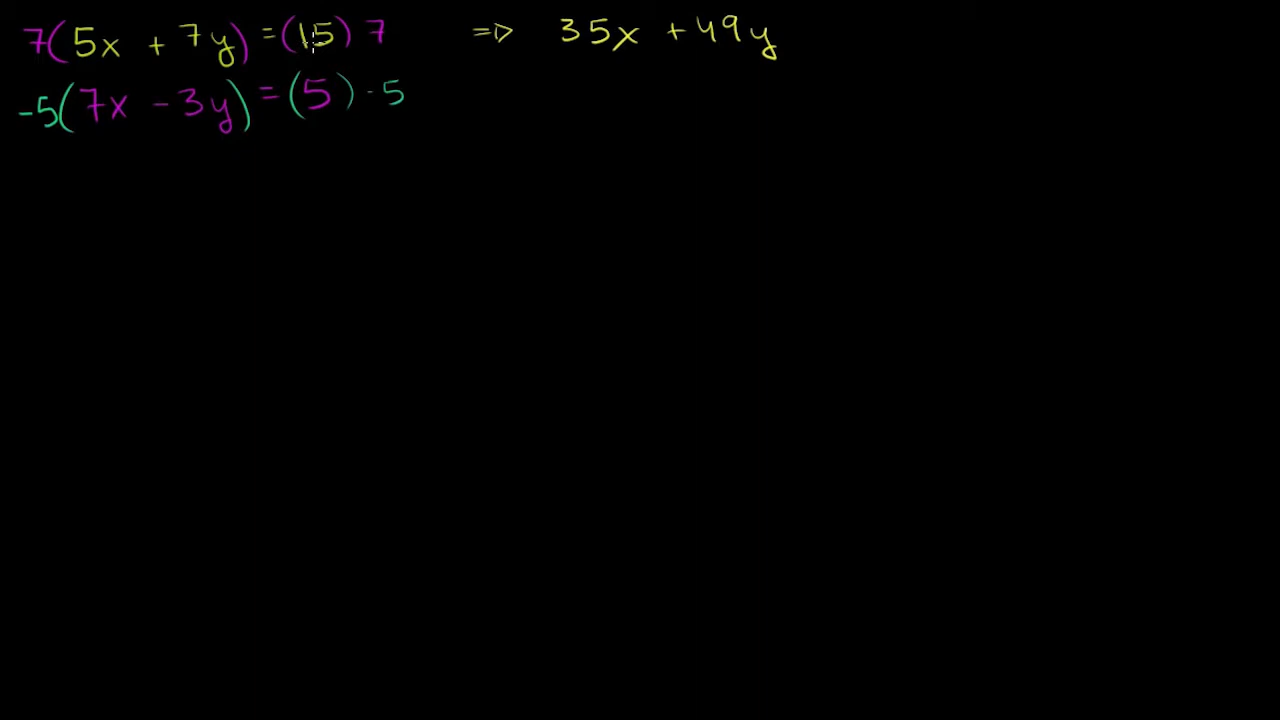 7(5x + 7y) = (15) 7 ⇒ 35x + 49y
-5(7x - 3y) = (5) · 5